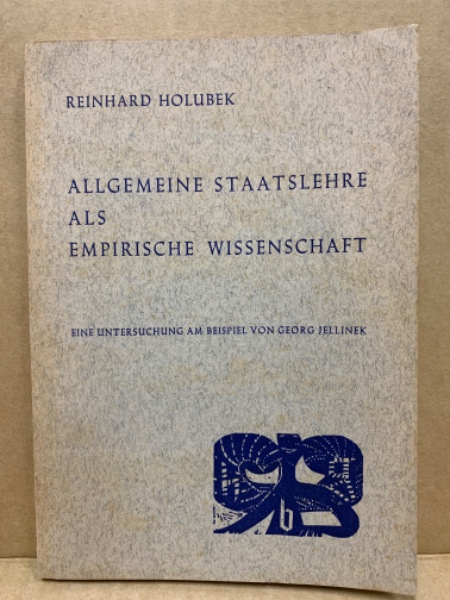 REINHARD HOLUBEK
ALLGEMEINE STAATSLEHRE
ALS
EMPIRISCHE WISSENSCHAFT
EINE UNTERSUCHUNG AM BEISPIEL VON GEORG JELLINEK
b